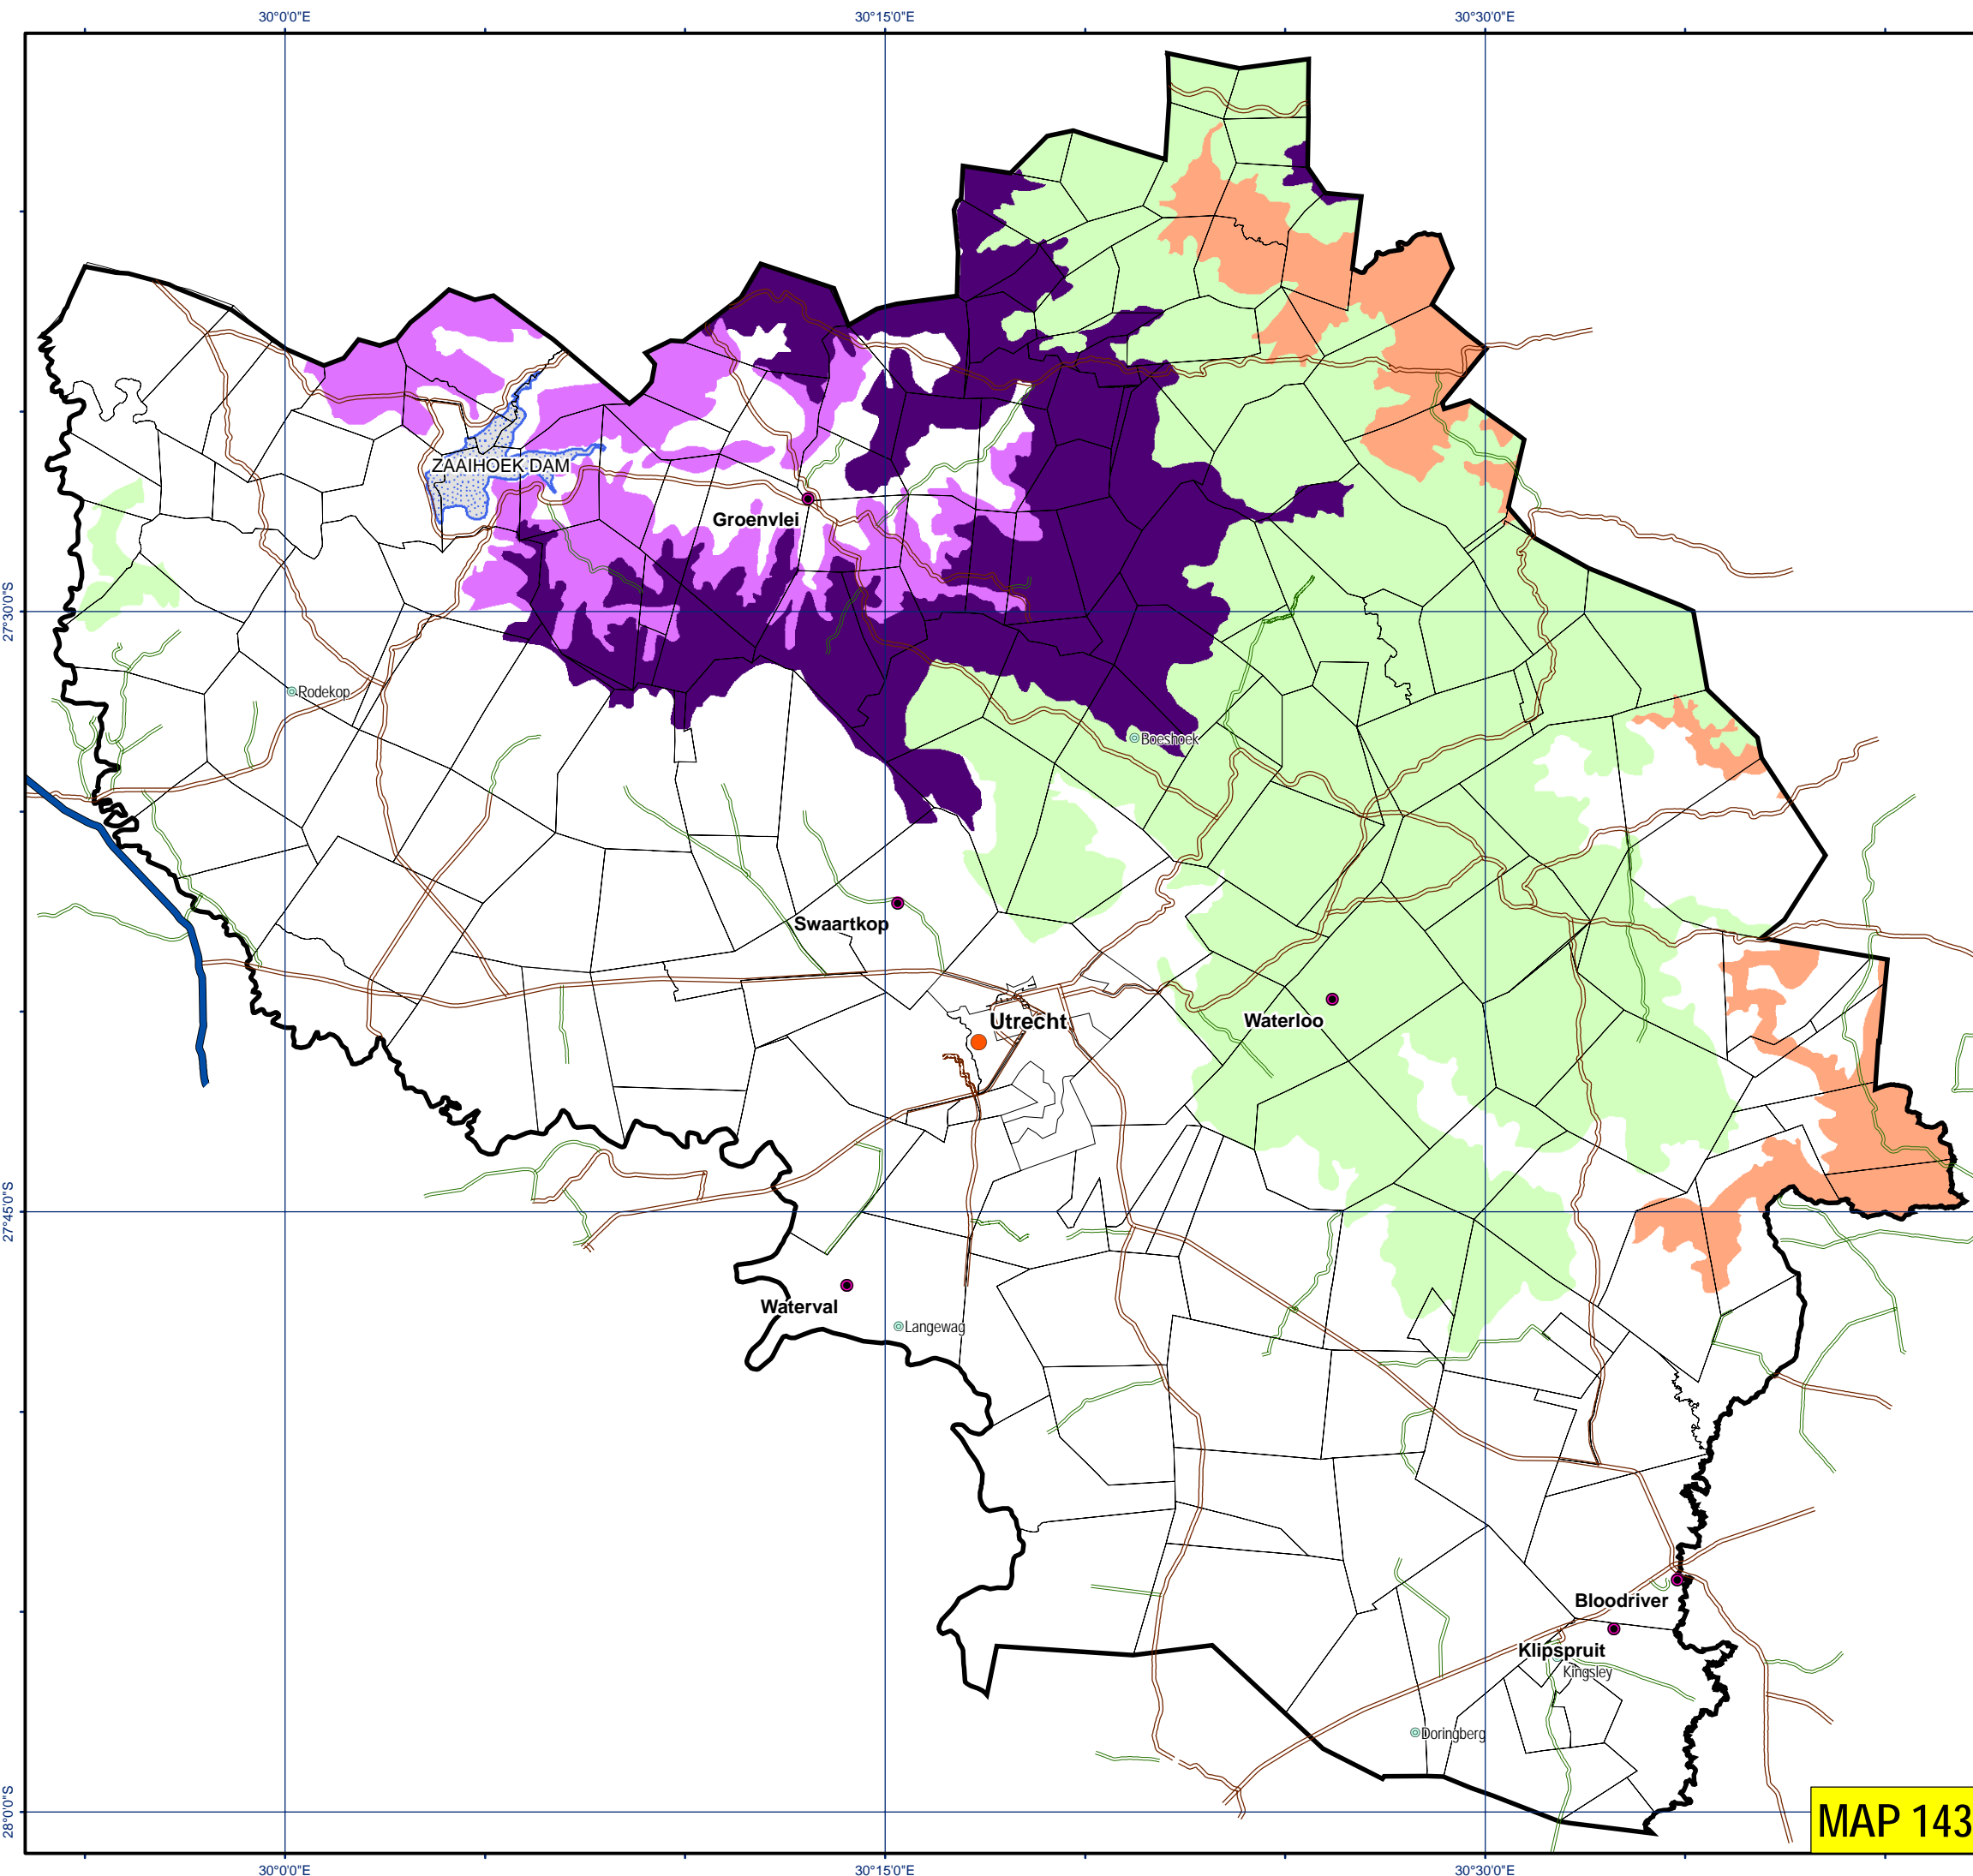 30°0'0"E
30°15'0"E
30°30'0"E
ZAAIHOEK DAM
Groenvlei
27°30'0"S
Rodekop
Boeshoek
Swaartkop
Utrecht
Waterloo
27°45'0"S
Waterval
Langewag
Bloodriver
Klipspruit
Kingsley
Doringberg
28°0'0"S
MAP 143
30°0'0"E
30°15'0"E
30°30'0"E